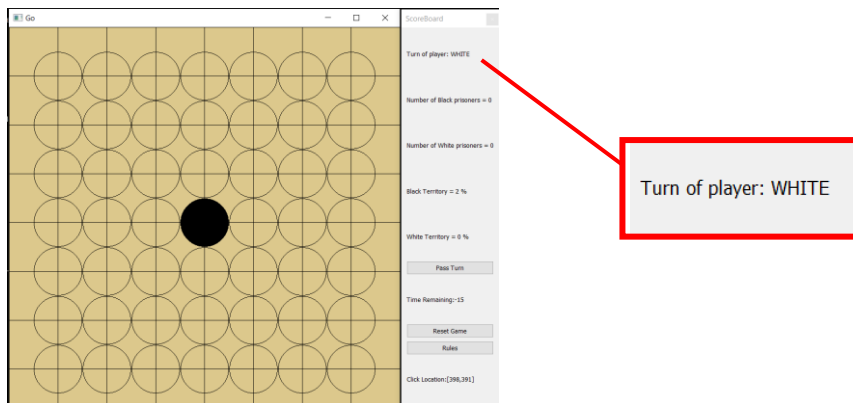 Go
ScoreBoard
Turn of player: WHITE
Number of Black prisoners = 0
Number of White prisoners = 0
Black Territory = 2 %
White Territory = 0 %
Pass Turn
Time Remaining:-15
Reset Game
Rules
Click Location:[398,391]
Turn of player: WHITE